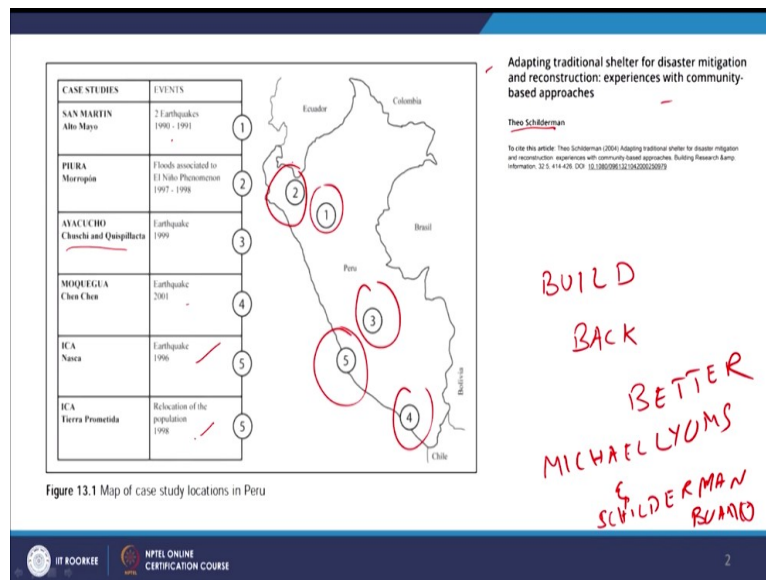 CASE STUDIES
EVENTS
SAN MARTIN
Alto Mayo
2 Earthquakes
1990 - 1991
1
PIURA
Morropón
Floods associated to
El Niño Phenomenon
1997 - 1998
2
AYACUCHO
Chuschi and Quispillacta
Earthquake
1999
3
MOQUEGUA
Chen Chen
Earthquake
2001
4
ICA
Nasca
Earthquake
1996
5
ICA
Tierra Prometida
Relocation of the
population
1998
5
Ecuador
Colombia
2
1
Brasil
Peru
3
5
4
Bolivia
Chile
Figure 13.1 Map of case study locations in Peru
Adapting traditional shelter for disaster mitigation
and reconstruction: experiences with community-
based approaches
Theo Schilderman
To cite this article: Theo Schilderman (2004) Adapting traditional shelter for disaster mitigation
and reconstruction: experiences with community-based approaches, Building Research &amp;
Information, 32:5, 414-426, DOI: 10.1080/0961321042000250979
BUILD
BACK
BETTER
MICHAEL LYOMS
&
SCHILDERMAN
IIT ROORKEE
NPTEL ONLINE
CERTIFICATION COURSE
2